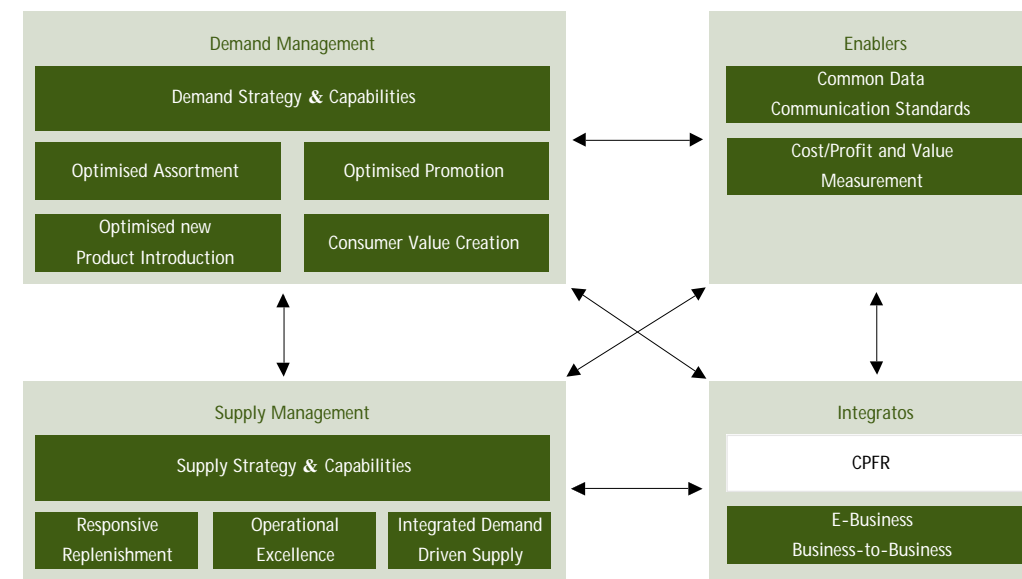 Demand Management
Demand Strategy & Capabilities
Optimised Assortment
Optimised Promotion
Optimised new
Product Introduction
Consumer Value Creation
Enablers
Common Data
Communication Standards
Cost/Profit and Value
Measurement
Supply Management
Supply Strategy & Capabilities
Responsive
Replenishment
Operational
Excellence
Integrated Demand
Driven Supply
Integratos
CPFR
E-Business
Business-to-Business